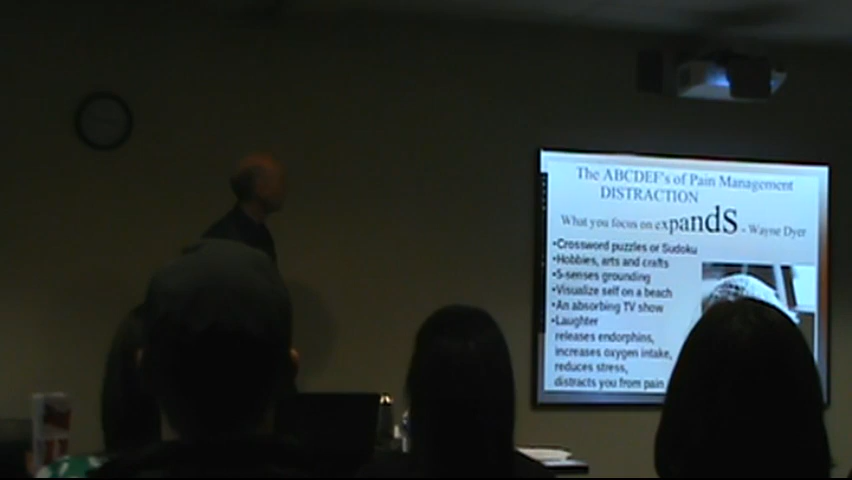 The ABCDEF's of Pain Management
DISTRACTION
What you focus on expandS - Wayne Dyer
•Crossword puzzles or Sudoku
•Hobbies, arts and crafts
•5-senses grounding
•Visualize self on a beach
•An absorbing TV show
•Laughter
releases endorphins,
increases oxygen intake,
reduces stress,
distracts you from pain